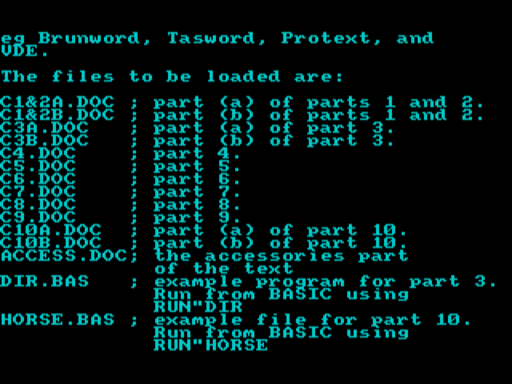 eg Brunword, Tasword, Protext, and
VDE.
The files to be loaded are:
C1&2A.DOC ; part (a) of parts 1 and 2.
C1&2B.DOC ; part (b) of parts 1 and 2.
C3A.DOC ; part (a) of part 3.
C3B.DOC ; part (b) of part 3.
C4.DOC ; part 4.
C5.DOC ; part 5.
C6.DOC ; part 6.
C7.DOC ; part 7.
C8.DOC ; part 8.
C9.DOC ; part 9.
C10A.DOC ; part (a) of part 10.
C10B.DOC ; part (b) of part 10.
ACCESS.DOC; the accessories part
of the text
DIR.BAS ; example program for part 3.
Run from BASIC using
RUN"DIR
HORSE.BAS ; example file for part 10.
Run from BASIC using
RUN"HORSE